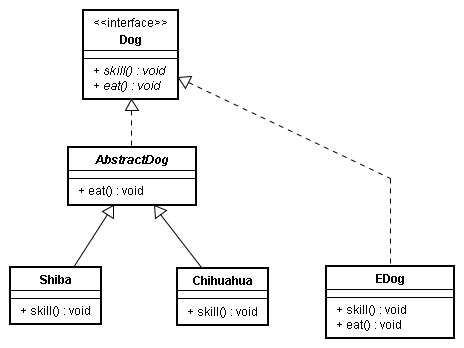 <<interface>>
Dog
+ skill() : void
+ eat() : void
AbstractDog
+ eat() : void
Shiba
+ skill() : void
Chihuahua
+ skill() : void
EDog
+ skill() : void
+ eat() : void